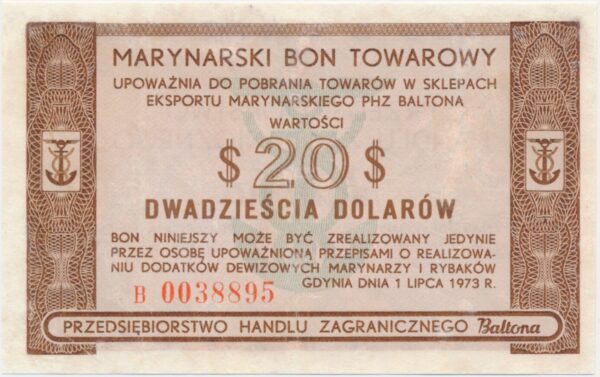 MARYNARSKI BON TOWAROWY
UPOWAŻNIA DO POBRANIA TOWARÓW W SKLEPACH
EKSPORTU MARYNARSKIEGO PHZ BALTONA
WARTOŚCI
$ 20 $
DWADZIEŚCIA DOLARÓW
BON NINIEJSZY MOŻE BYĆ ZREALIZOWANY JEDYNIE
PRZEZ OSOBĘ UPOWAŻNIONĄ PRZEPISAMI O REALIZOWA-
NIU DODATKÓW DEWIZOWYCH MARYNARZY I RYBAKÓW
GDYNIA DNIA 1 LIPCA 1973 R.
B 0038895
PRZEDSIĘBIORSTWO HANDLU ZAGRANICZNEGO Baltona